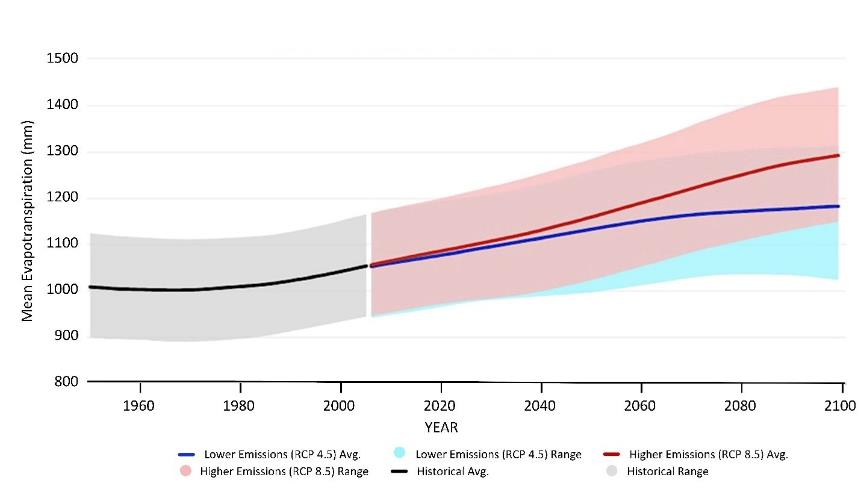 1500
1400
1300
1200
1100
1000
900
800
Mean Evapotranspiration (mm)
1960 1980 2000 2020 2040 2060 2080 2100
YEAR
Lower Emissions (RCP 4.5) Avg. Lower Emissions (RCP 4.5) Range Higher Emissions (RCP 8.5) Avg.
Higher Emissions (RCP 8.5) Range Historical Avg. Historical Range